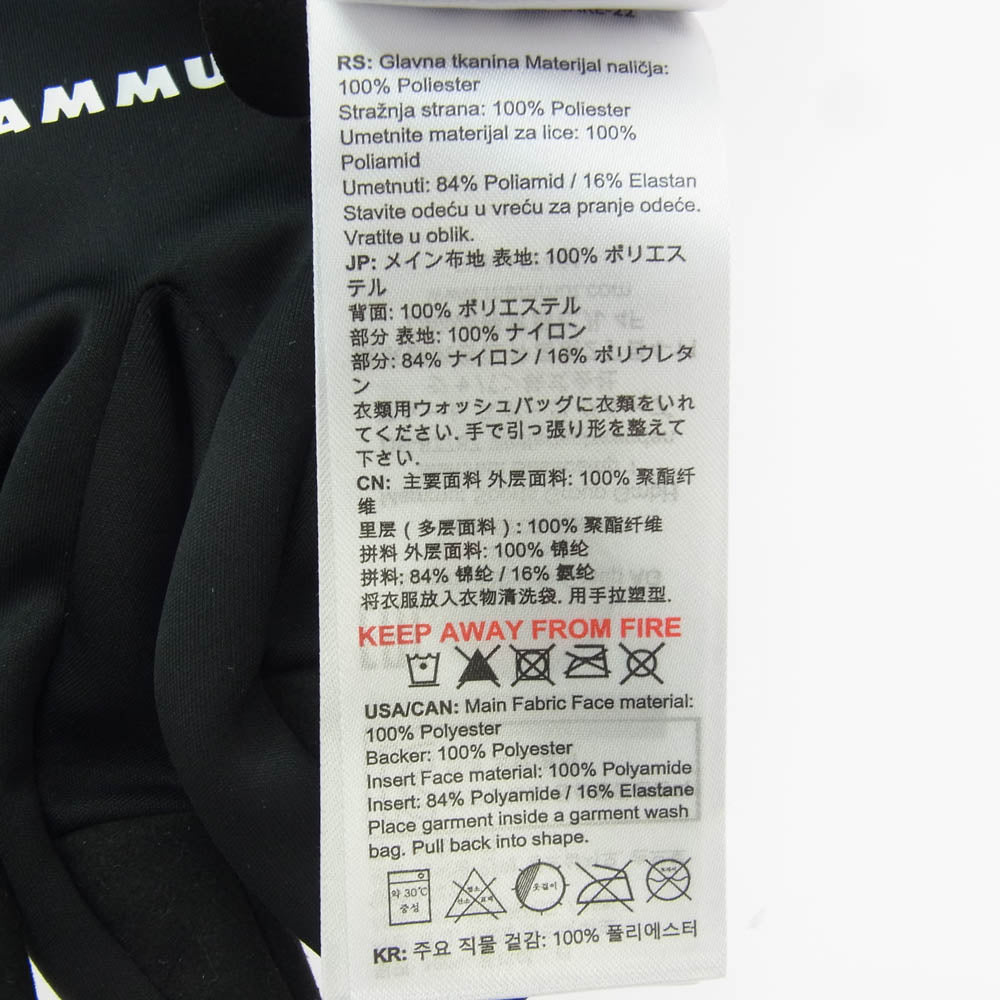 AMMU
RS: Glavna tkanina Materijal naličja:
100% Poliester
Stražnja strana: 100% Poliester
Umetnite materijal za lice: 100%
Poliamid
Umetnuti: 84% Poliamid / 16% Elastan
Stavite odeću u vreću za pranje odeće.
Vratite u oblik.
JP: メイン布地 表地: 100% ポリエス
テル
背面: 100% ポリエステル
部分 表地: 100% ナイロン
部分: 84% ナイロン / 16% ポリウレタ
ン
衣類用ウォッシュバッグに衣類をいれ
てください. 手で引っ張り形を整えて
下さい.
CN: 主要面料 外层面料: 100% 聚酯纤
维
里层 ( 多层面料 ) : 100% 聚酯纤维
拼料 外层面料: 100% 锦纶
拼料: 84% 锦纶 / 16% 氨纶
将衣服放入衣物清洗袋. 用手拉塑型.
KEEP AWAY FROM FIRE
USA/CAN: Main Fabric Face material:
100% Polyester
Backer: 100% Polyester
Insert Face material: 100% Polyamide
Insert: 84% Polyamide / 16% Elastane
Place garment inside a garment wash
bag. Pull back into shape.
약 30℃ 옷걸이
중성
KR: 주요 직물 겉감: 100% 폴리에스터